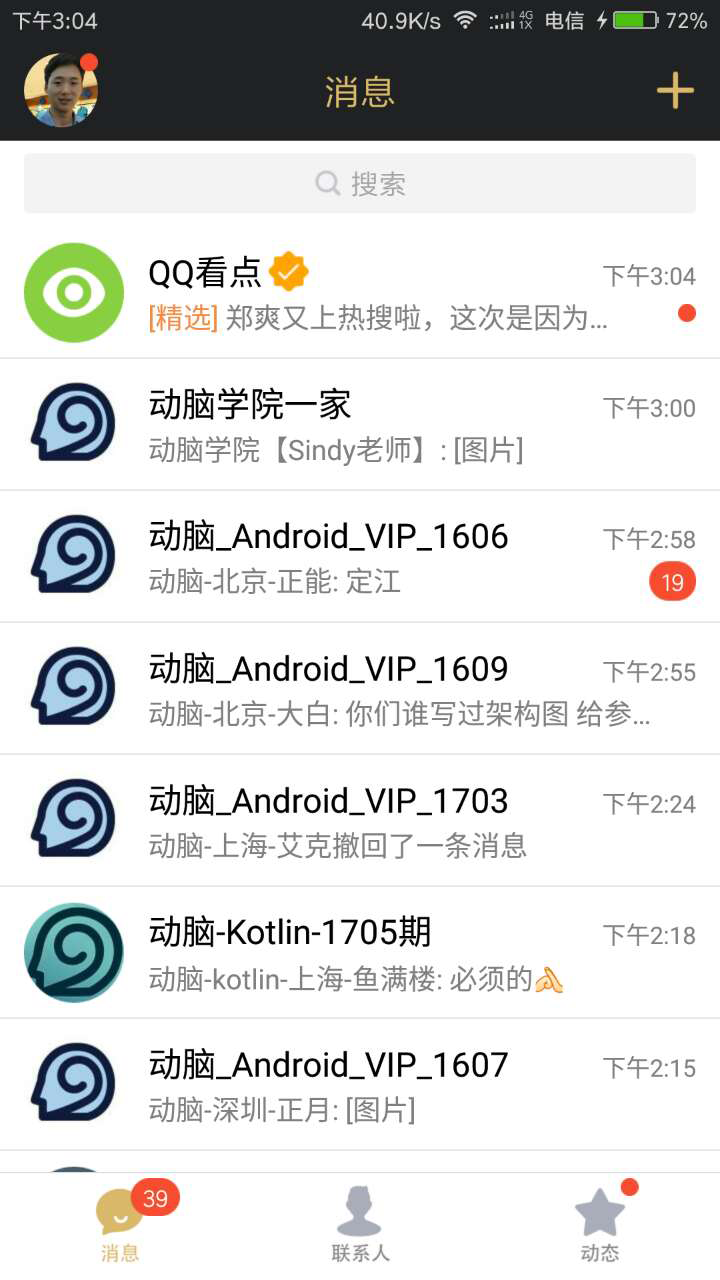 下午3:04 40.9K/s 4G 1X 电信 72%
消息
搜索
QQ看点 下午3:04
[精选] 郑爽又上热搜啦，这次是因为...
动脑学院一家 下午3:00
动脑学院【Sindy老师】: [图片]
动脑_Android_VIP_1606 下午2:58
动脑-北京-正能: 定江 19
动脑_Android_VIP_1609 下午2:55
动脑-北京-大白: 你们谁写过架构图 给参...
动脑_Android_VIP_1703 下午2:24
动脑-上海-艾克撤回了一条消息
动脑-Kotlin-1705期 下午2:18
动脑-kotlin-上海-鱼满楼: 必须的
动脑_Android_VIP_1607 下午2:15
动脑-深圳-正月: [图片]
39
消息 联系人 动态